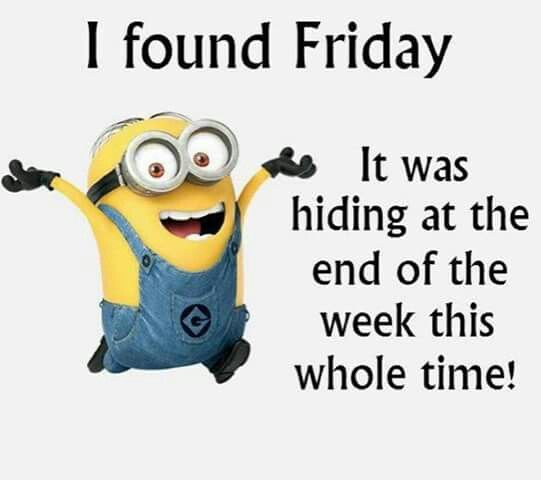 I found Friday
It was
hiding at the
end of the
week this
whole time!